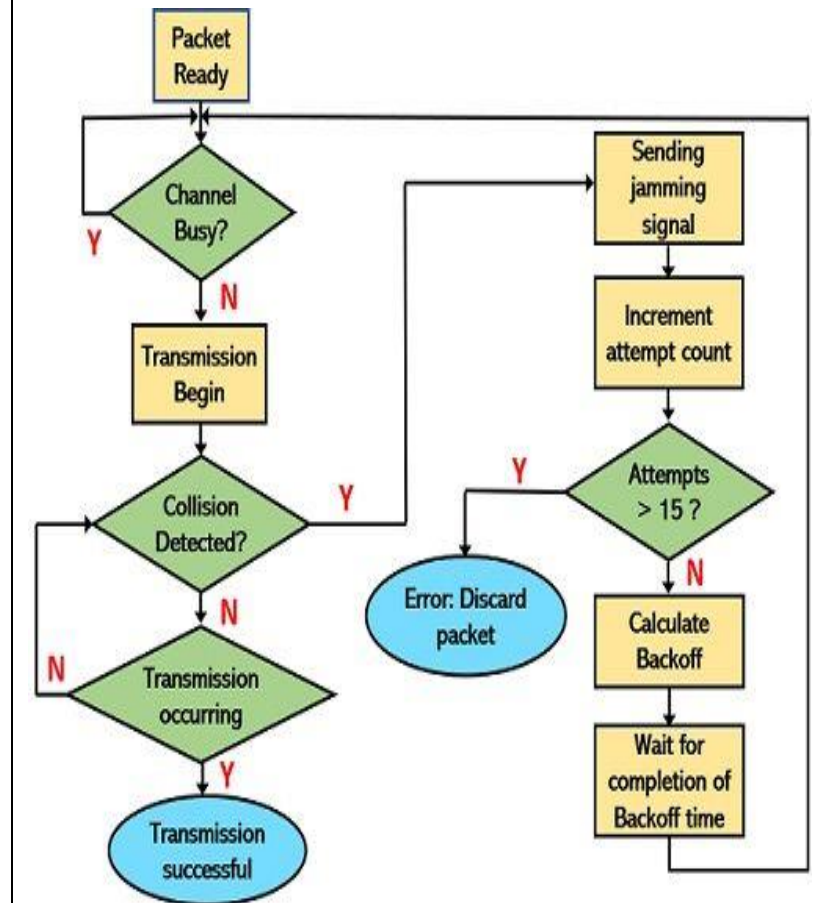 Packet
Ready
Channel
Busy?
Y
N
Transmission
Begin
Collision
Detected?
Y
N
Transmission
occurring
N
Y
Transmission
successful
Sending
jamming
signal
Increment
attempt count
Attempts
> 15 ?
Y
N
Error: Discard
packet
Calculate
Backoff
Wait for
completion of
Backoff time